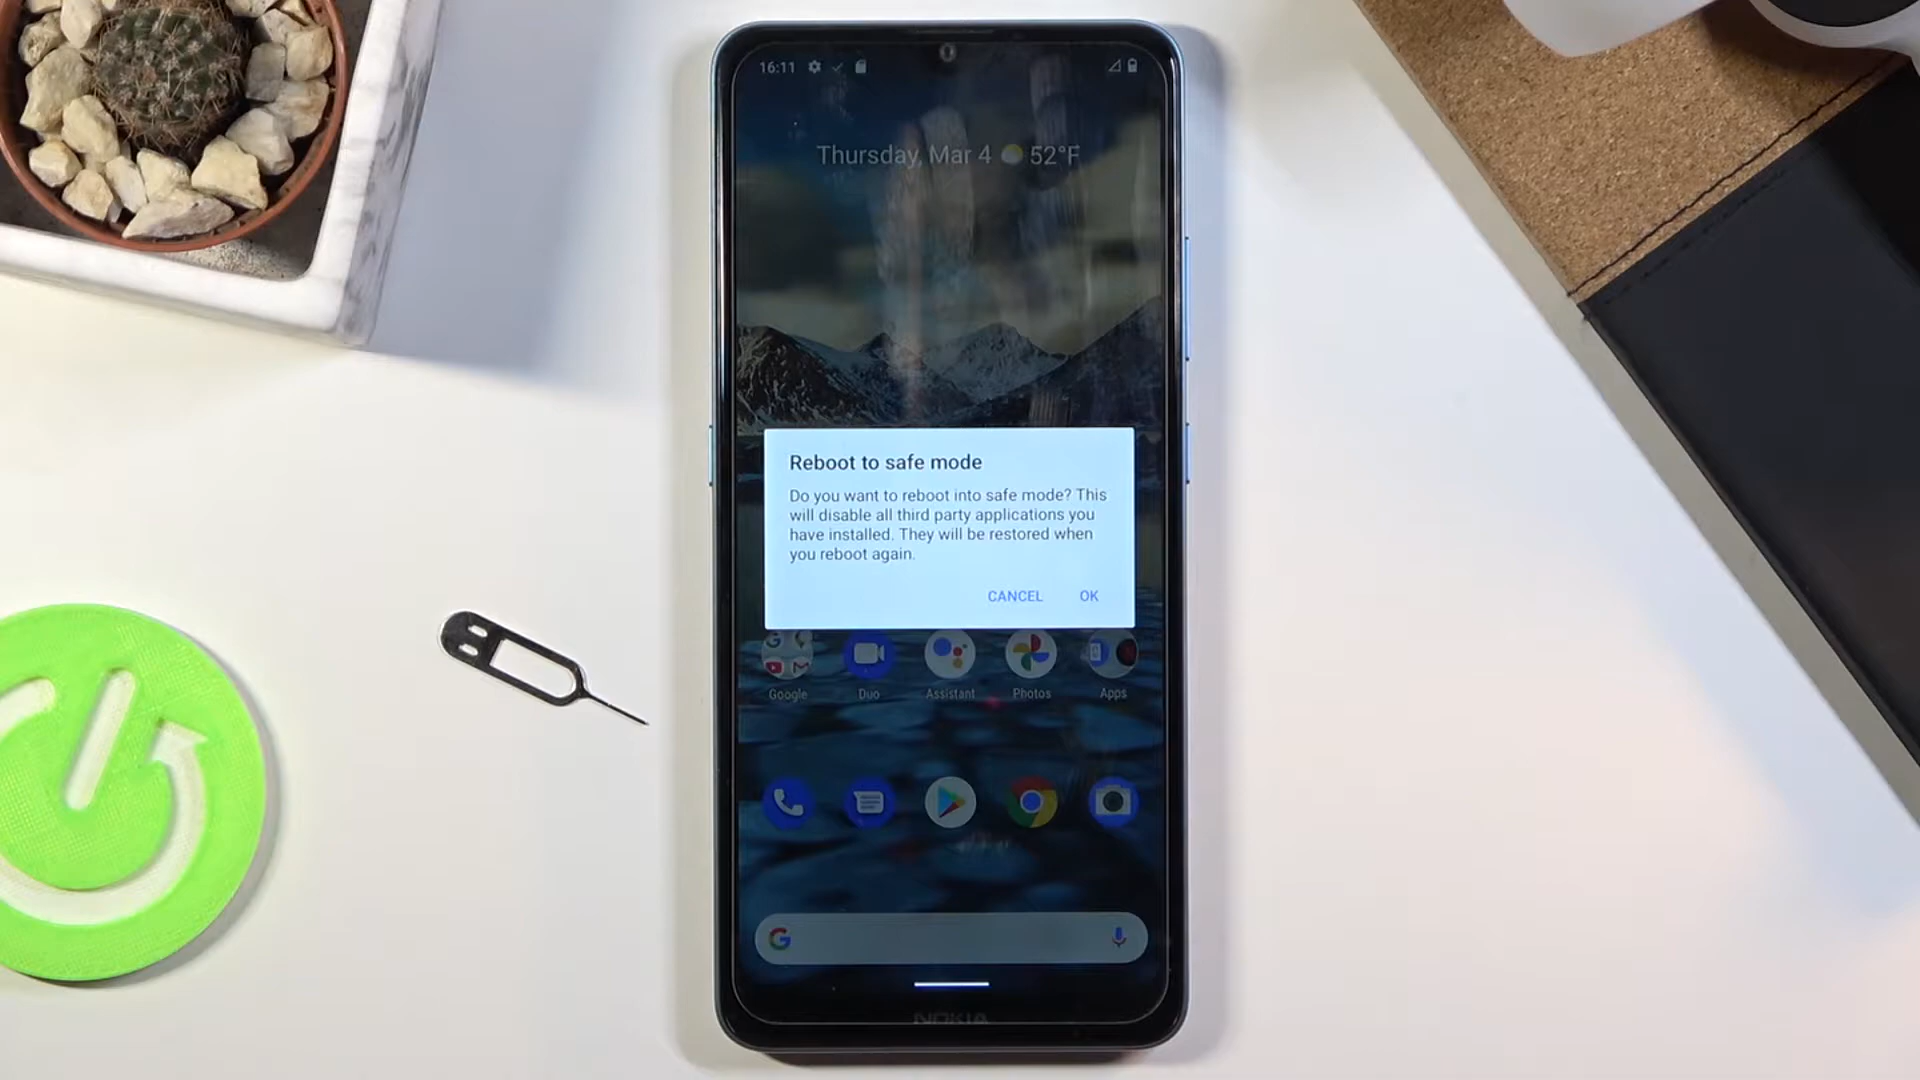 16:11
Thursday, Mar 4 52°F
Reboot to safe mode
Do you want to reboot into safe mode? This
will disable all third party applications you
have installed. They will be restored when
you reboot again.
CANCEL OK
Google Duo Assistant Photos Apps
NOKIA